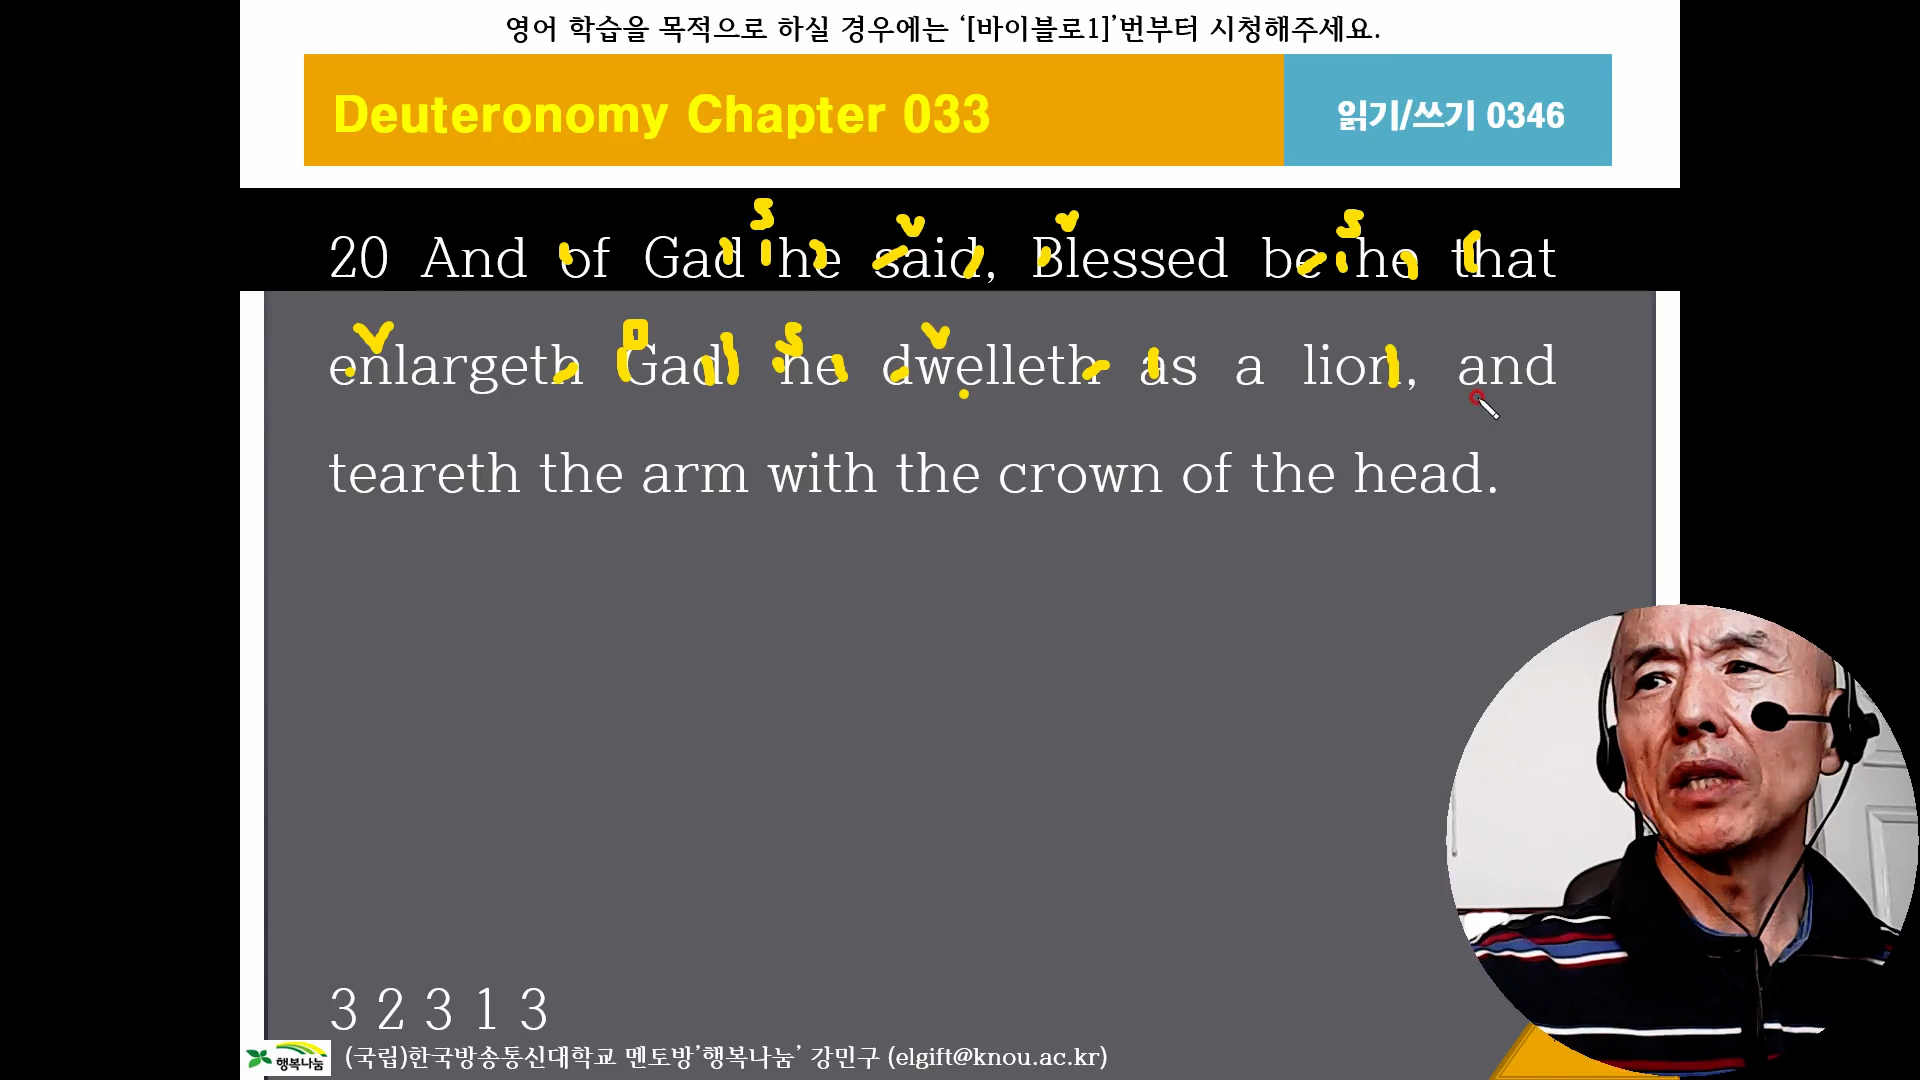 영어 학습을 목적으로 하실 경우에는 ‘[바이블로1]’번부터 시청해주세요.
Deuteronomy Chapter 033
읽기/쓰기 0346
S V V S
20 And of Gad he said, Blessed be he that
V O S V
enlargeth Gad: he dwelleth as a lion, and
teareth the arm with the crown of the head.
3 2 3 1 3
행복나눔 (국립)한국방송통신대학교 멘토방’행복나눔’ 강민구 (elgift@knou.ac.kr)